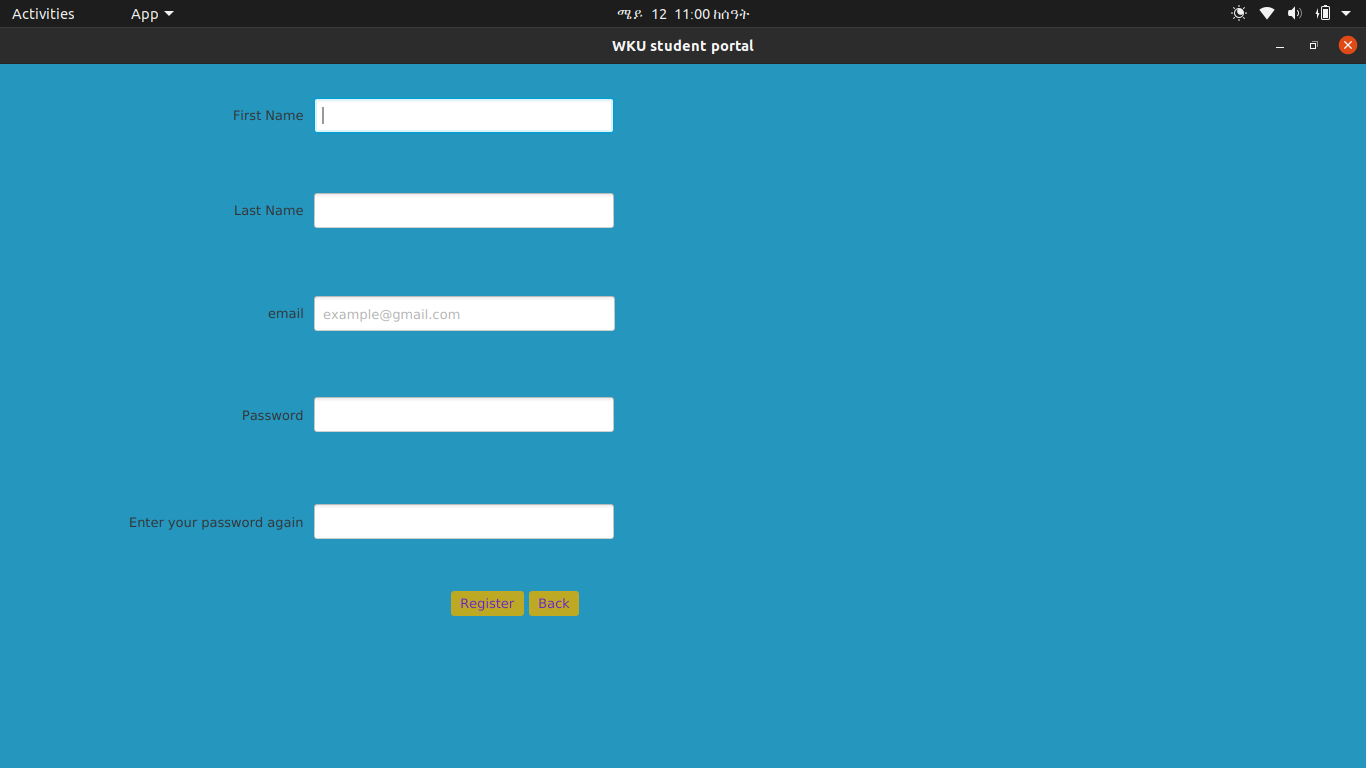 Activities App ሜይ 12 11:00 ከሰዓት
WKU student portal
First Name
Last Name
email example@gmail.com
Password
Enter your password again
Register Back